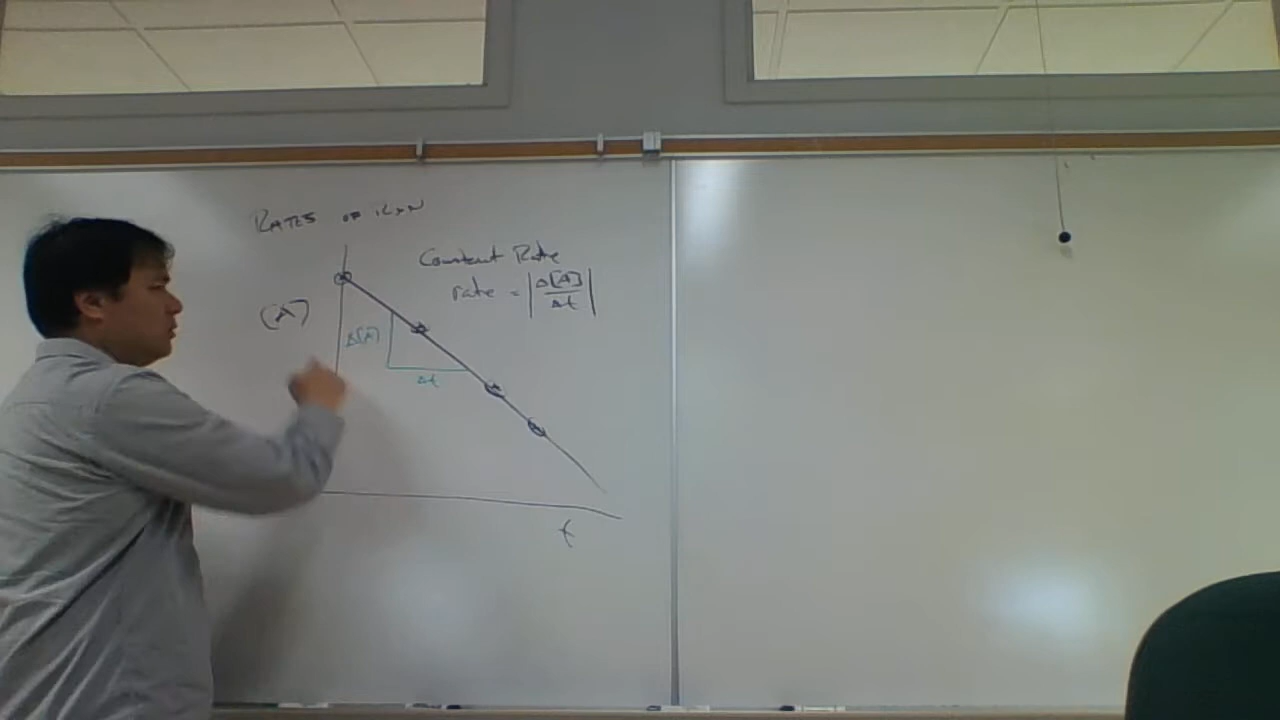 RATES OF RXN
Constant Rate
rate = |Δ[A]/Δt|
[A]
Δ[A]
Δt
t